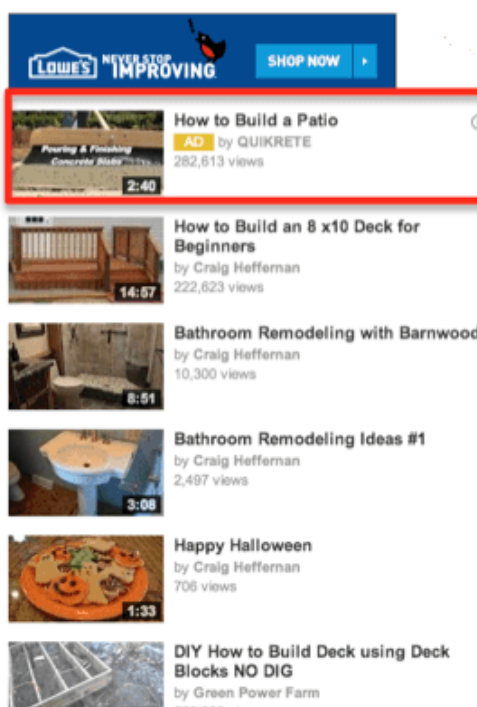 LOWE'S
NEVER STOP
IMPROVING
SHOP NOW
Pouring & Finishing
Concrete Slabs
2:40
How to Build a Patio
AD by QUIKRETE
282,613 views
14:57
How to Build an 8 x10 Deck for
Beginners
by Craig Heffernan
222,623 views
8:51
Bathroom Remodeling with Barnwood
by Craig Heffernan
10,300 views
3:08
Bathroom Remodeling Ideas #1
by Craig Heffernan
2,497 views
1:33
Happy Halloween
by Craig Heffernan
706 views
DIY How to Build Deck using Deck
Blocks NO DIG
by Green Power Farm